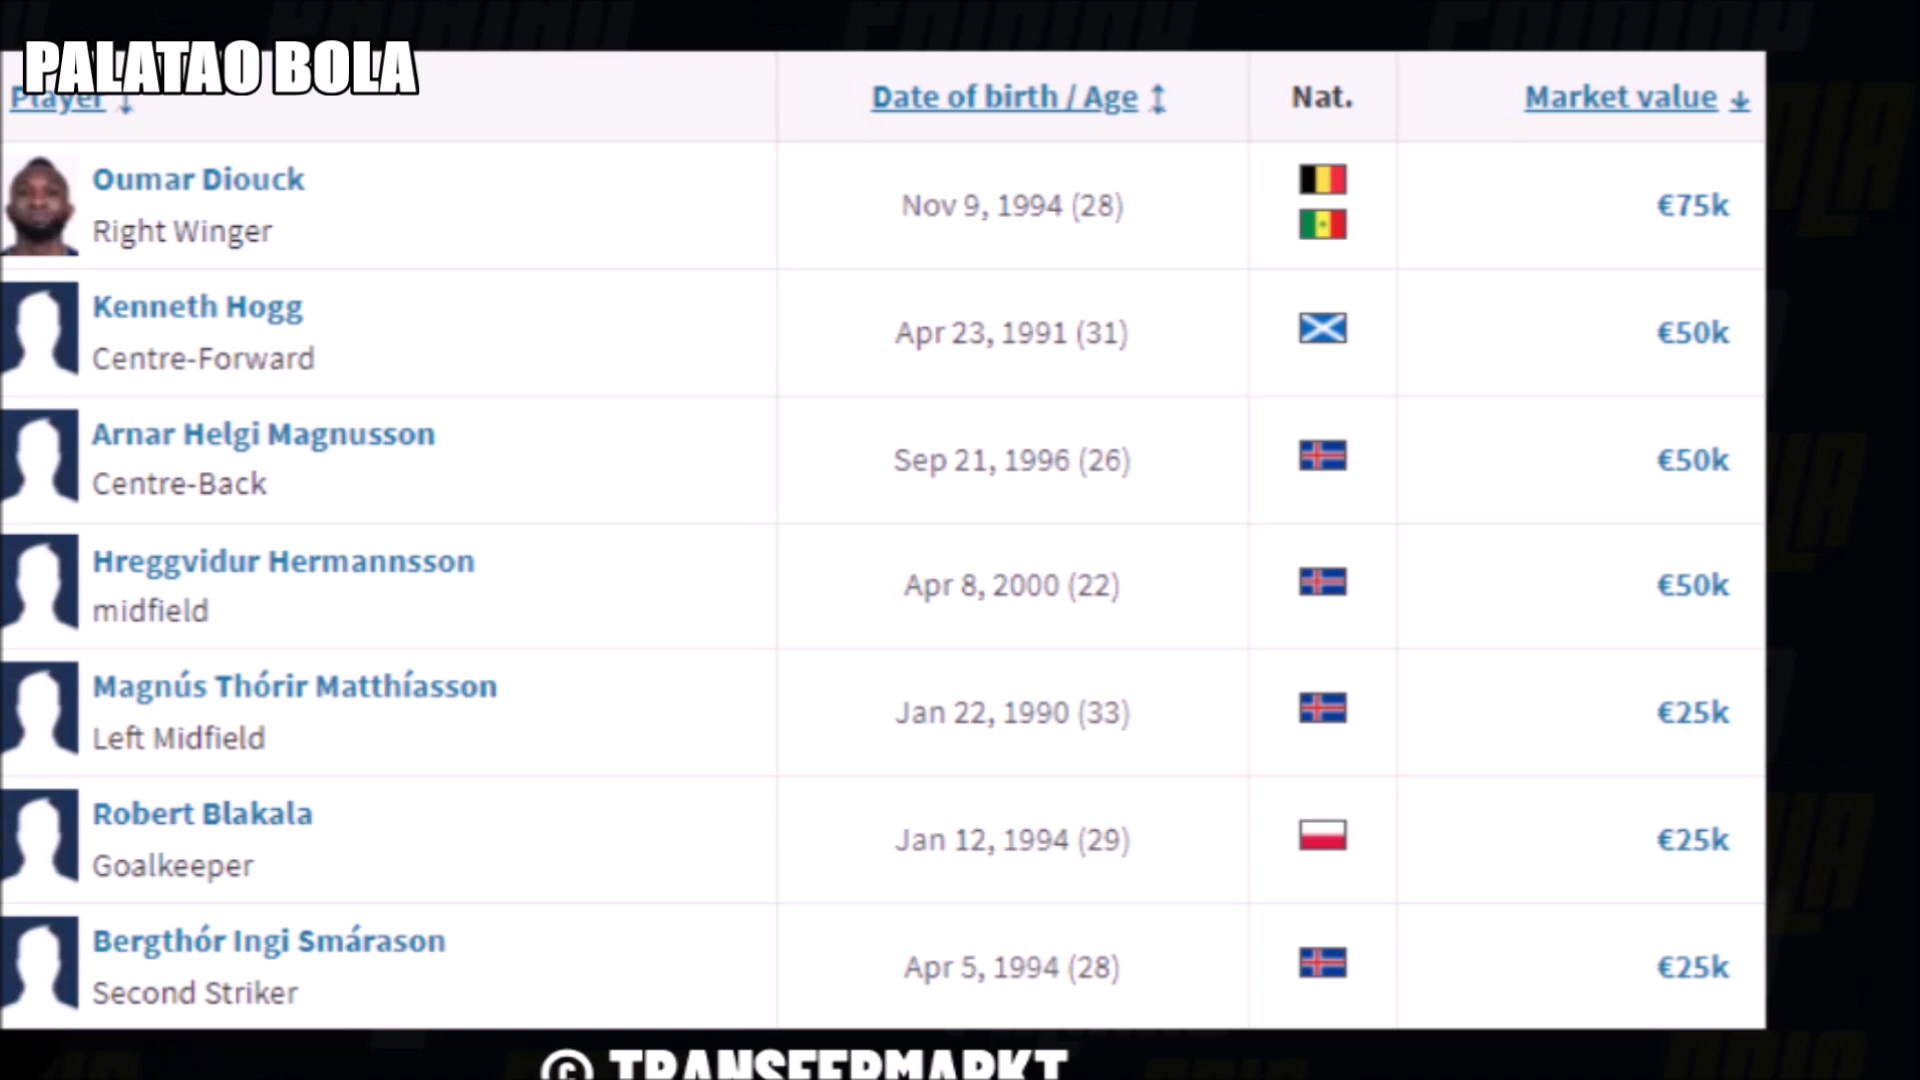 PALATAO BOLA
Player Date of birth / Age Nat. Market value
Oumar Diouck
Right Winger
Nov 9, 1994 (28)
€75k
Kenneth Hogg
Centre-Forward
Apr 23, 1991 (31)
€50k
Arnar Helgi Magnusson
Centre-Back
Sep 21, 1996 (26)
€50k
Hreggvidur Hermannsson
midfield
Apr 8, 2000 (22)
€50k
Magnús Thórir Matthíasson
Left Midfield
Jan 22, 1990 (33)
€25k
Robert Blakala
Goalkeeper
Jan 12, 1994 (29)
€25k
Bergthór Ingi Smárason
Second Striker
Apr 5, 1994 (28)
€25k
© TRANSFERMARKT